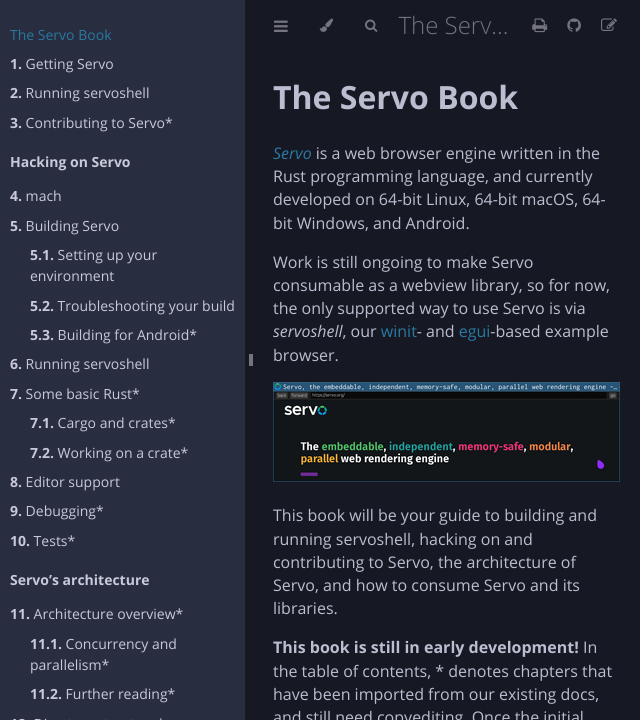 The Servo Book
1. Getting Servo
2. Running servoshell
3. Contributing to Servo*
Hacking on Servo
4. mach
5. Building Servo
5.1. Setting up your
environment
5.2. Troubleshooting your build
5.3. Building for Android*
6. Running servoshell
7. Some basic Rust*
7.1. Cargo and crates*
7.2. Working on a crate*
8. Editor support
9. Debugging*
10. Tests*
Servo’s architecture
11. Architecture overview*
11.1. Concurrency and
parallelism*
11.2. Further reading*
The Serv...
The Servo Book
Servo is a web browser engine written in the
Rust programming language, and currently
developed on 64-bit Linux, 64-bit macOS, 64-
bit Windows, and Android.
Work is still ongoing to make Servo
consumable as a webview library, so for now,
the only supported way to use Servo is via
servoshell, our winit- and egui-based example
browser.
Servo, the embeddable, independent, memory-safe, modular, parallel web rendering engine -…
back forward https://servo.org/ go
servo
The embeddable, independent, memory-safe, modular,
parallel web rendering engine
This book will be your guide to building and
running servoshell, hacking on and
contributing to Servo, the architecture of
Servo, and how to consume Servo and its
libraries.
This book is still in early development! In
the table of contents, * denotes chapters that
have been imported from our existing docs,
and still need copyediting. Once the initial